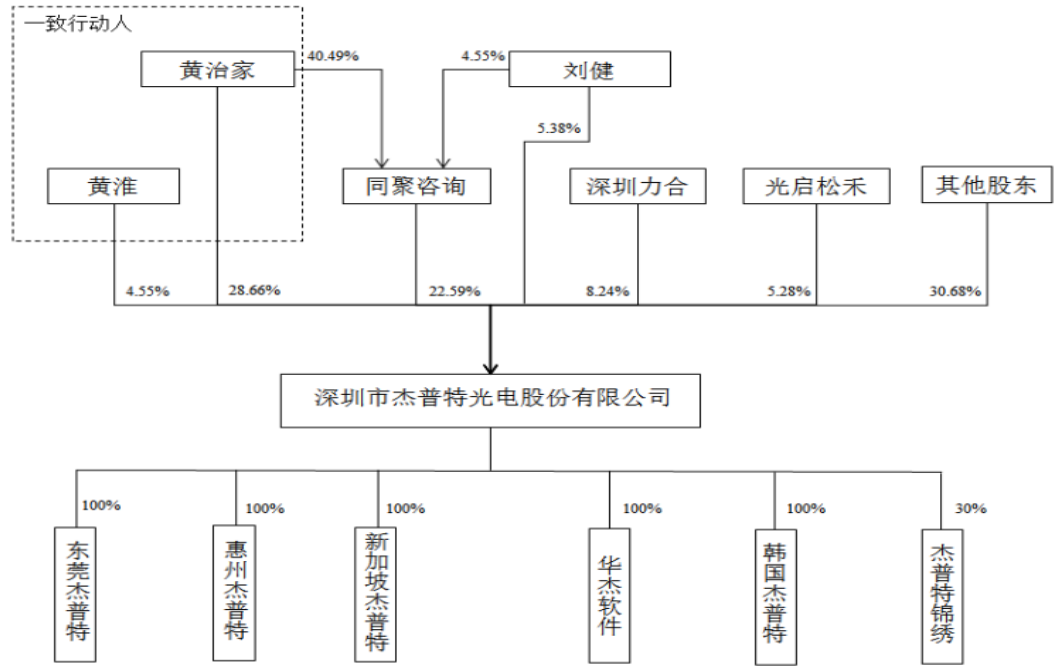 一致行动人
黄治家
40.49%
4.55%
刘健
5.38%
黄淮
同聚咨询
深圳力合
光启松禾
其他股东
4.55%
28.66%
22.59%
8.24%
5.28%
30.68%
深圳市杰普特光电股份有限公司
100%
100%
100%
100%
100%
30%
东莞杰普特
惠州杰普特
新加坡杰普特
华杰软件
韩国杰普特
杰普特锦绣